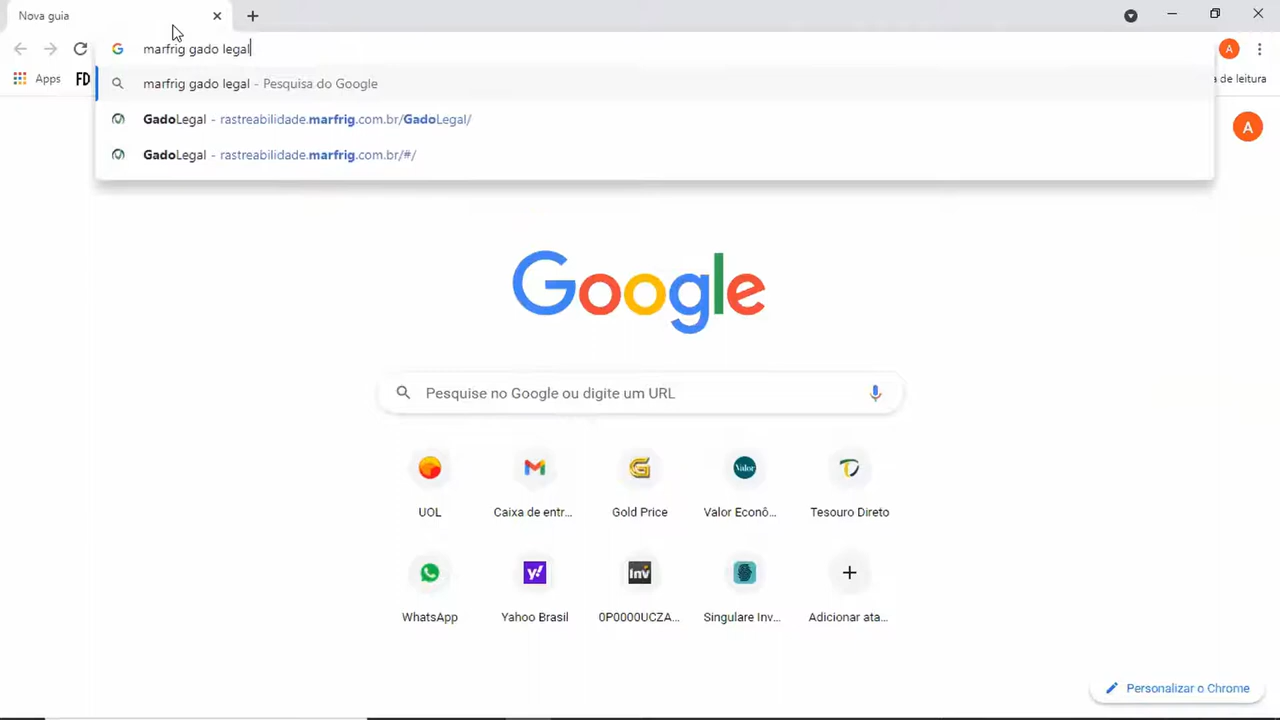 Nova guia
marfrig gado legal
Apps FD a de leitura
A
marfrig gado legal - Pesquisa do Google
GadoLegal - rastreabilidade.marfrig.com.br/GadoLegal/
GadoLegal - rastreabilidade.marfrig.com.br/#/
A
Google
Pesquise no Google ou digite um URL
Valor
Inv
UOL Caixa de entr... Gold Price Valor Econô... Tesouro Direto
WhatsApp Yahoo Brasil 0P0000UCZA... Singulare Inv... Adicionar ata...
Personalizar o Chrome